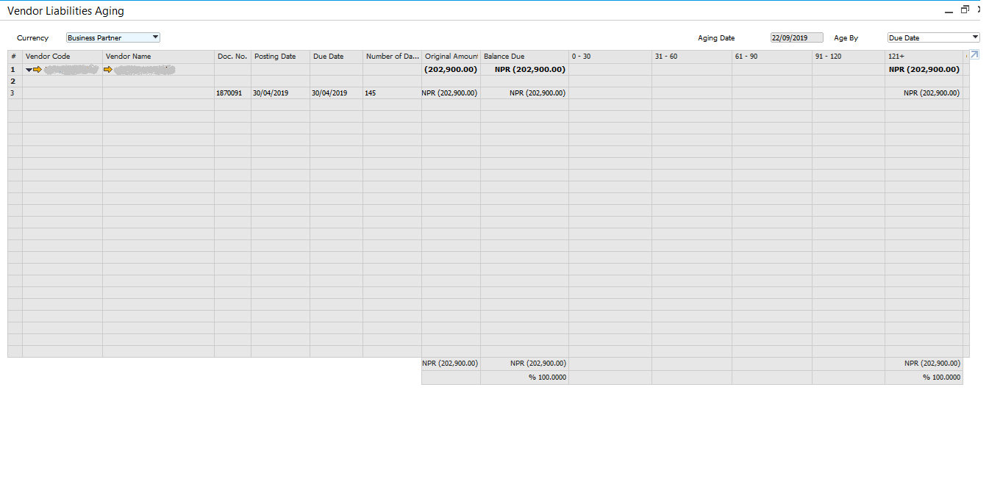 Vendor Liabilities Aging
Currency Business Partner Aging Date 22/09/2019 Age By Due Date
# Vendor Code Vendor Name Doc. No. Posting Date Due Date Number of Da... Original Amount Balance Due 0 - 30 31 - 60 61 - 90 91 - 120 121+
1 (202,900.00) NPR (202,900.00) NPR (202,900.00)
2
3 1870091 30/04/2019 30/04/2019 145 NPR (202,900.00) NPR (202,900.00) NPR (202,900.00)
NPR (202,900.00) NPR (202,900.00) NPR (202,900.00)
% 100.0000 % 100.0000